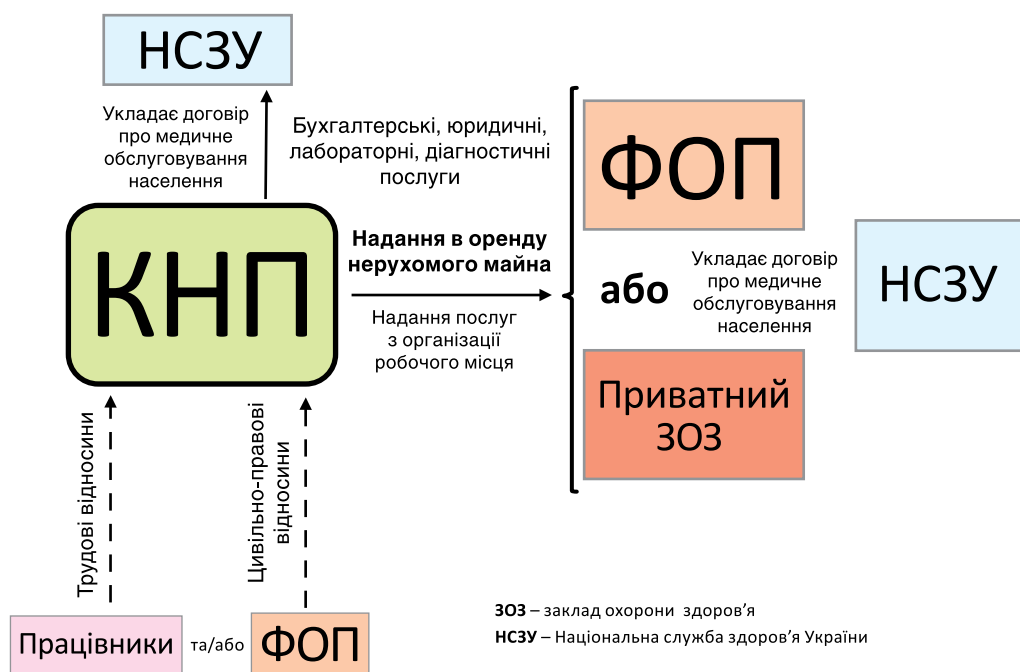 НСЗУ
Укладає договір
про медичне
обслуговування
населення
Бухгалтерські, юридичні,
лабораторні, діагностичні
послуги
КНП
Надання в оренду
нерухомого майна
Надання послуг
з організації
робочого місця
ФОП
або
Приватний
ЗОЗ
Укладає договір
про медичне
обслуговування
населення
НСЗУ
Трудові відносини
Цивільно-правові
відносини
Працівники
та/або
ФОП
ЗОЗ – заклад охорони здоров’я
НСЗУ – Національна служба здоров’я України